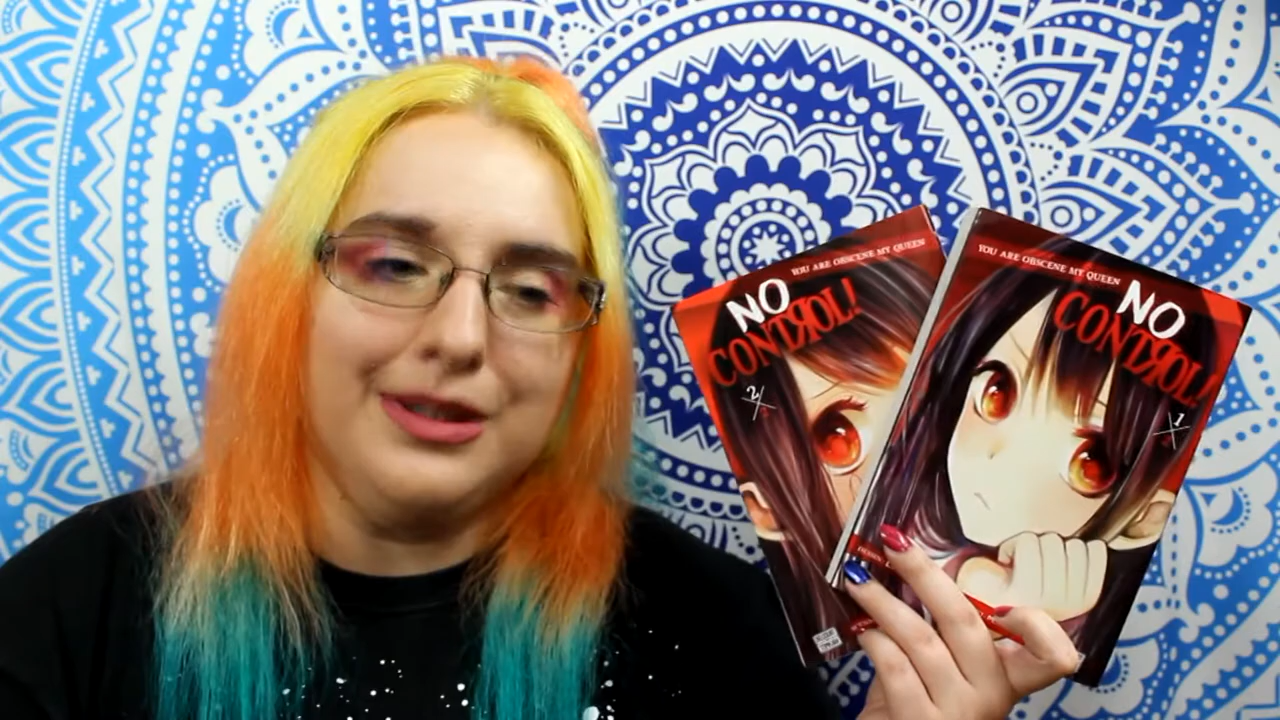 YOU ARE OBSCENE MY QUEEN
NO
CONTROL!
2
YOU ARE OBSCENE MY QUEEN
NO
CONTROL!
1